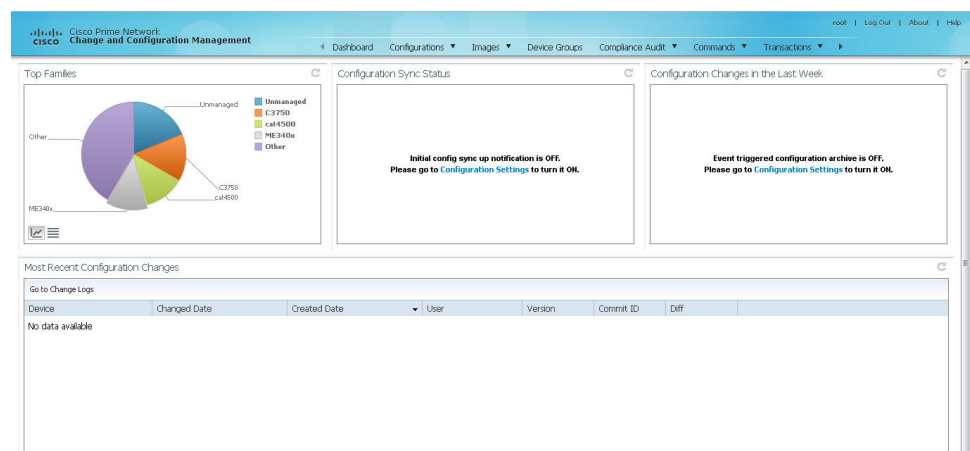 root | Log Out | About | Help
CISCO
Cisco Prime Network
Change and Configuration Management
Dashboard Configurations Images Device Groups Compliance Audit Commands Transactions
Top Families
Unmanaged
Other
C3750
cat4500
ME340x
Unmanaged
C3750
cat4500
ME340x
Other
Configuration Sync Status
Initial config sync up notification is OFF.
Please go to Configuration Settings to turn it ON.
Configuration Changes in the Last Week
Event triggered configuration archive is OFF.
Please go to Configuration Settings to turn it ON.
Most Recent Configuration Changes
Go to Change Logs
Device Changed Date Created Date User Version Commit ID Diff
No data available